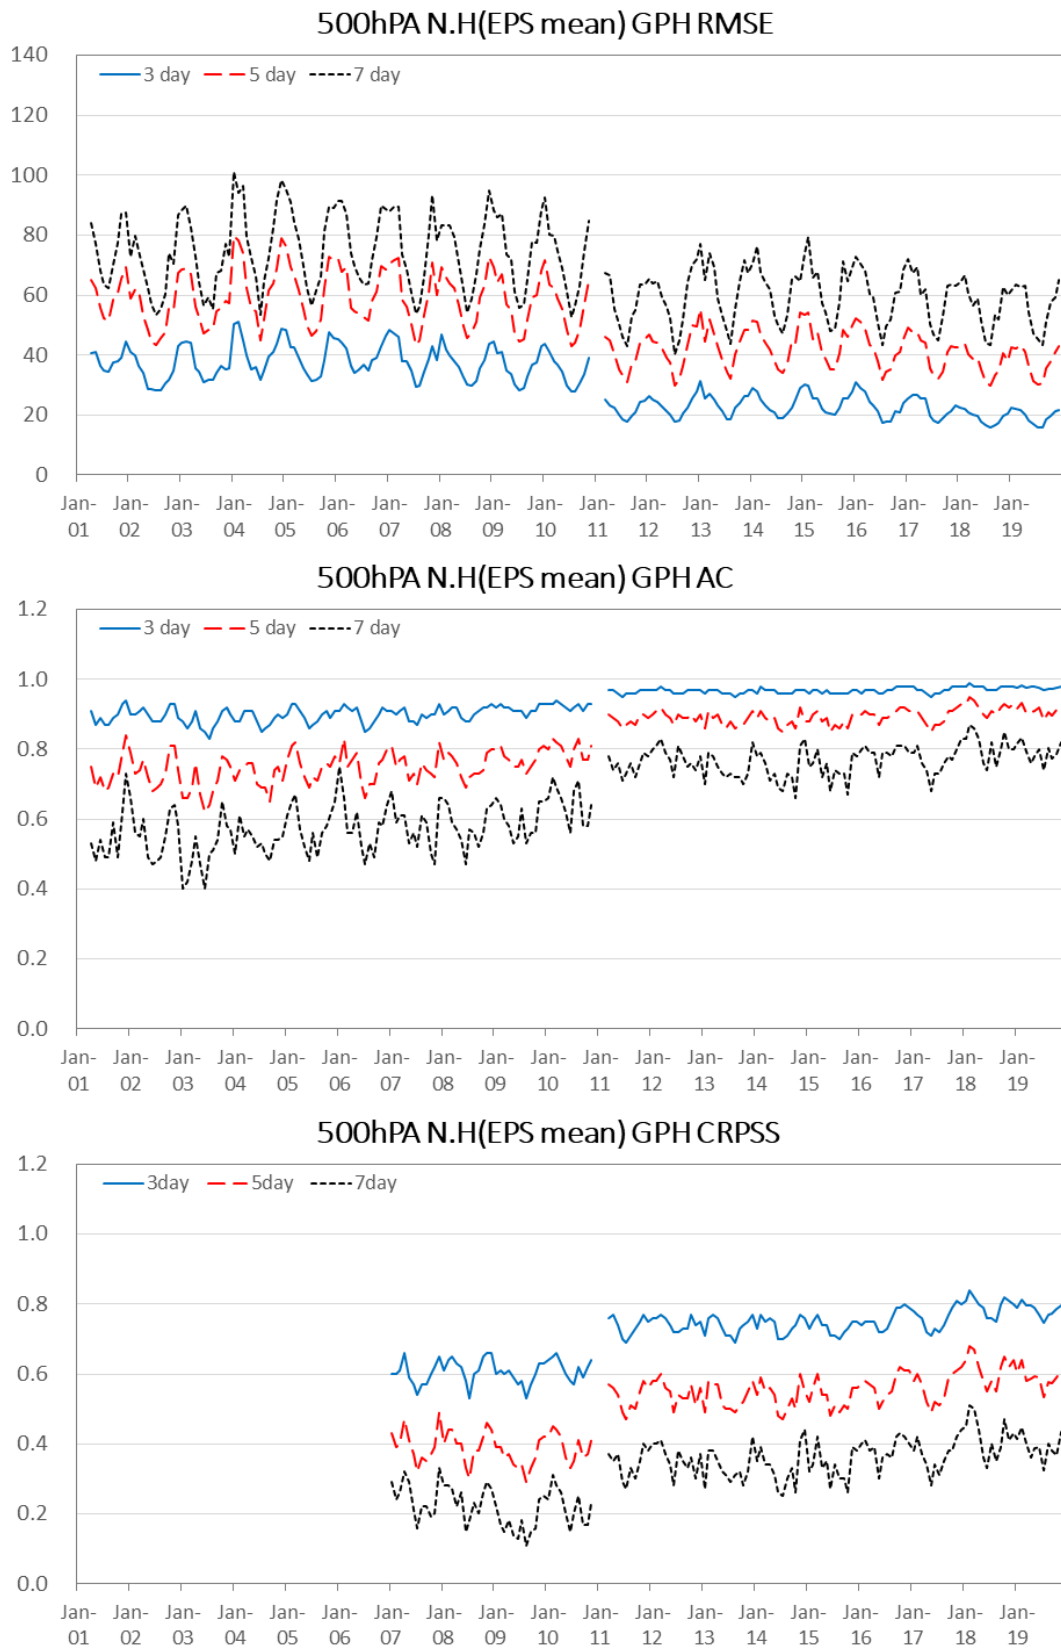 500hPA N.H(EPS mean) GPH RMSE
140
3 day 5 day 7 day
120
100
80
60
40
20
0
Jan- Jan- Jan- Jan- Jan- Jan- Jan- Jan- Jan- Jan- Jan- Jan- Jan- Jan- Jan- Jan- Jan- Jan- Jan-
01 02 03 04 05 06 07 08 09 10 11 12 13 14 15 16 17 18 19
500hPA N.H(EPS mean) GPH AC
1.2
3 day 5 day 7 day
1.0
0.8
0.6
0.4
0.2
0.0
Jan- Jan- Jan- Jan- Jan- Jan- Jan- Jan- Jan- Jan- Jan- Jan- Jan- Jan- Jan- Jan- Jan- Jan- Jan-
01 02 03 04 05 06 07 08 09 10 11 12 13 14 15 16 17 18 19
500hPA N.H(EPS mean) GPH CRPSS
1.2
3day 5day 7day
1.0
0.8
0.6
0.4
0.2
0.0
Jan- Jan- Jan- Jan- Jan- Jan- Jan- Jan- Jan- Jan- Jan- Jan- Jan- Jan- Jan- Jan- Jan- Jan- Jan-
01 02 03 04 05 06 07 08 09 10 11 12 13 14 15 16 17 18 19